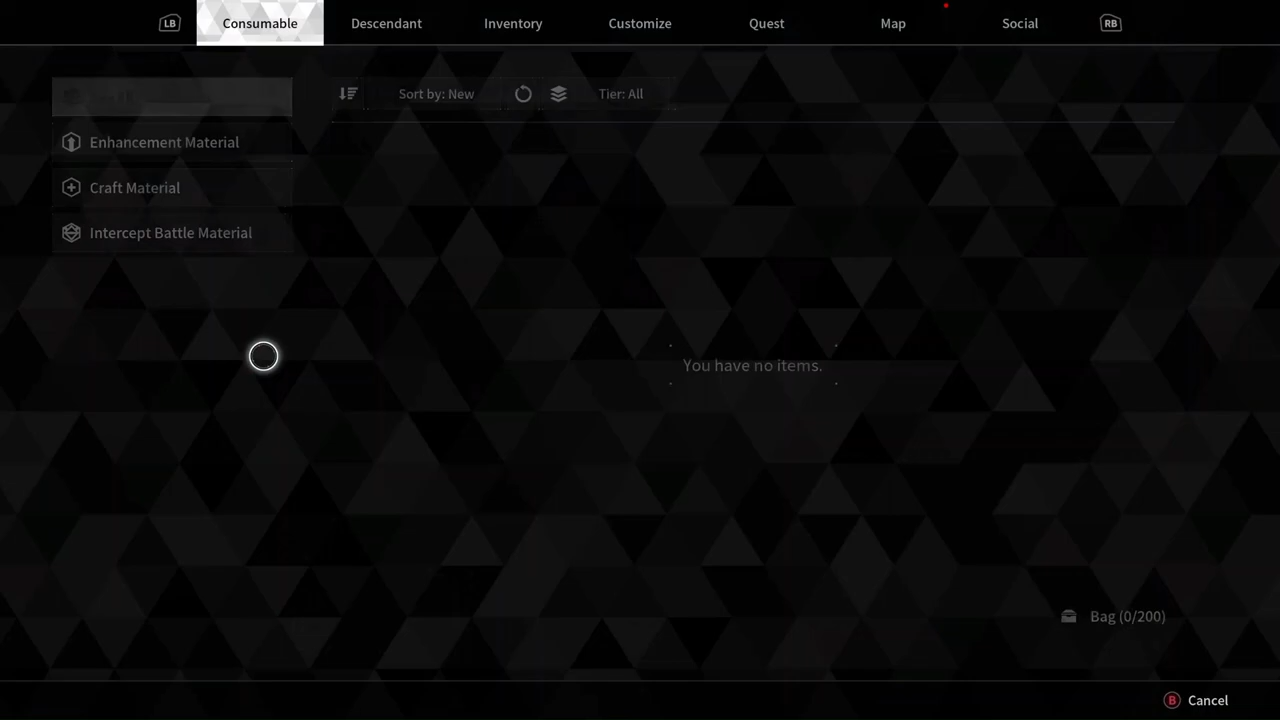 LB Consumable Descendant Inventory Customize Quest Map Social RB
Sort by: New Tier: All
Enhancement Material
Craft Material
Intercept Battle Material
You have no items.
Bag (0/200)
B Cancel